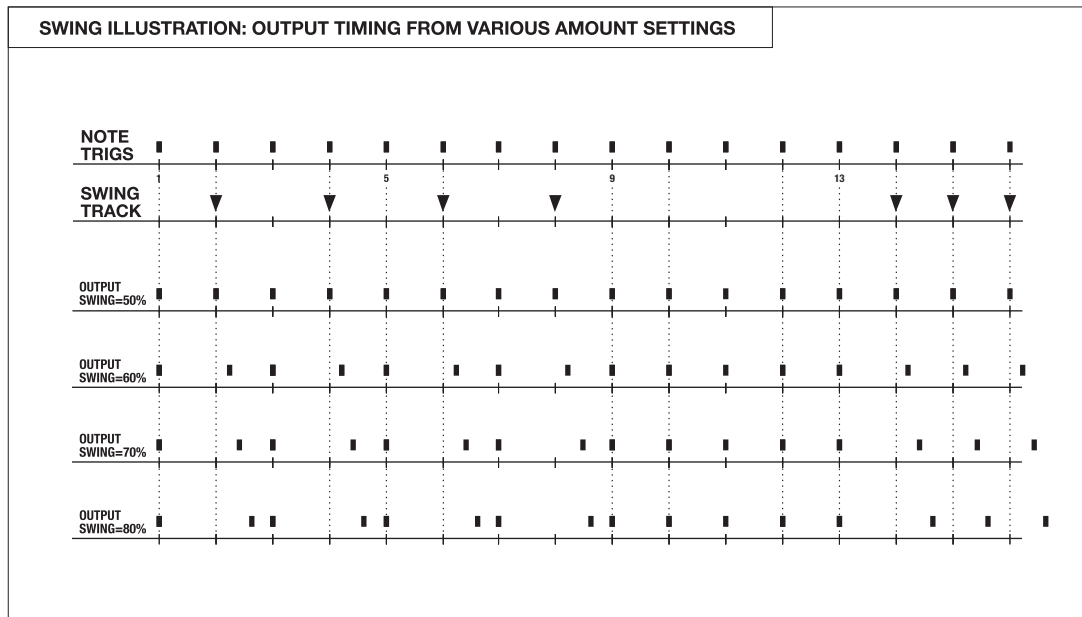 SWING ILLUSTRATION: OUTPUT TIMING FROM VARIOUS AMOUNT SETTINGS
NOTE
TRIGS
1 5 9 13
SWING
TRACK
OUTPUT
SWING=50%
OUTPUT
SWING=60%
OUTPUT
SWING=70%
OUTPUT
SWING=80%